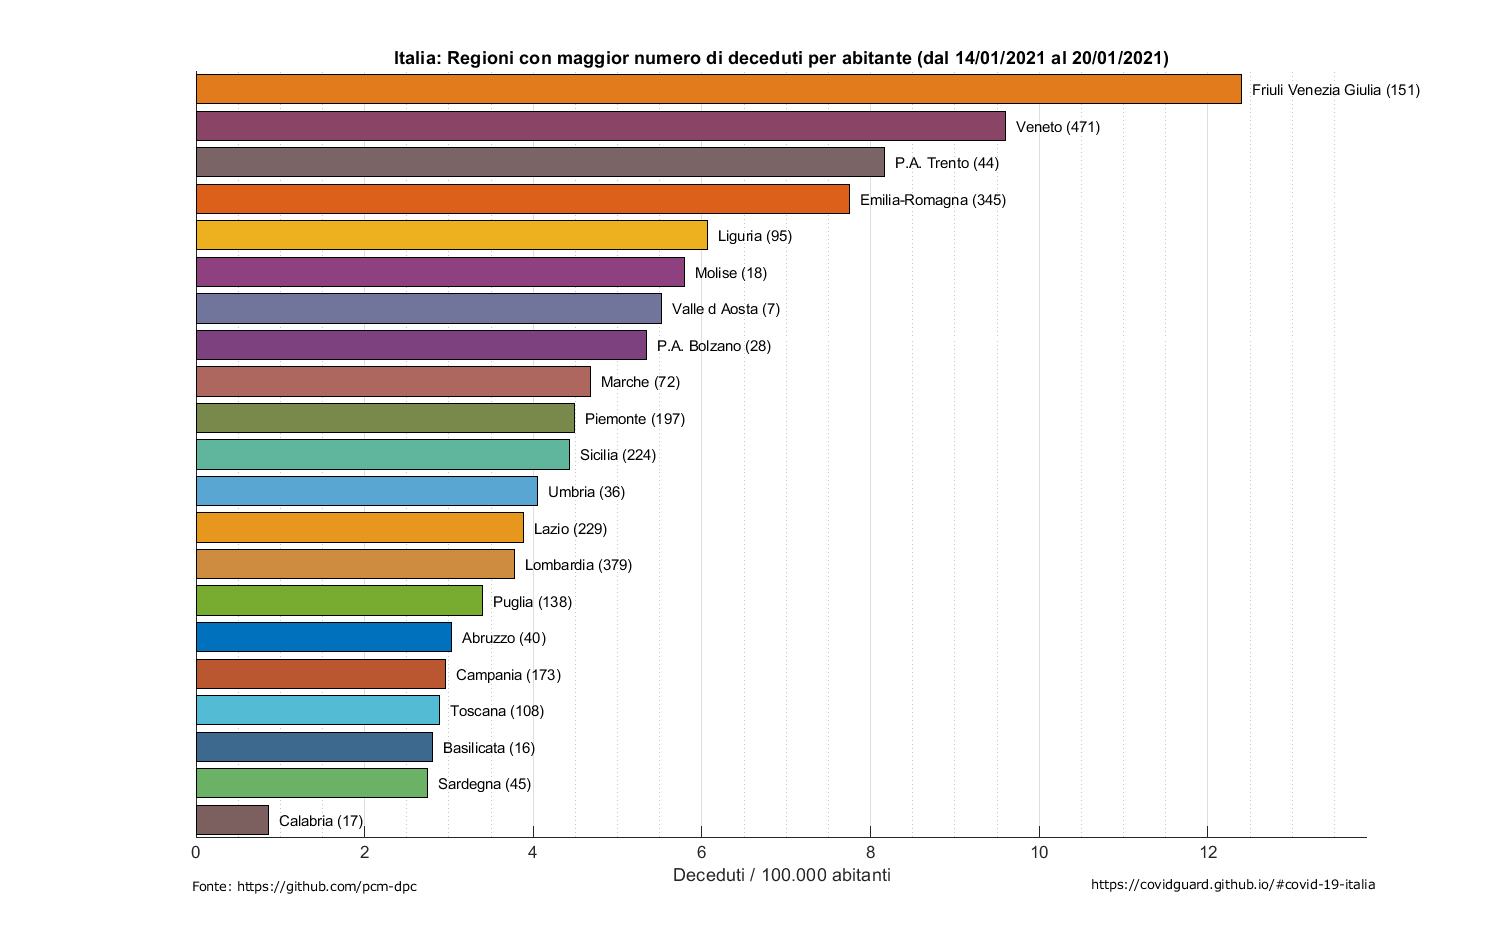 Italia: Regioni con maggior numero di deceduti per abitante (dal 14/01/2021 al 20/01/2021)
Friuli Venezia Giulia (151)
Veneto (471)
P.A. Trento (44)
Emilia-Romagna (345)
Liguria (95)
Molise (18)
Valle d Aosta (7)
P.A. Bolzano (28)
Marche (72)
Piemonte (197)
Sicilia (224)
Umbria (36)
Lazio (229)
Lombardia (379)
Puglia (138)
Abruzzo (40)
Campania (173)
Toscana (108)
Basilicata (16)
Sardegna (45)
Calabria (17)
0 2 4 6 8 10 12
Deceduti / 100.000 abitanti
Fonte: https://github.com/pcm-dpc
https://covidguard.github.io/#covid-19-italia